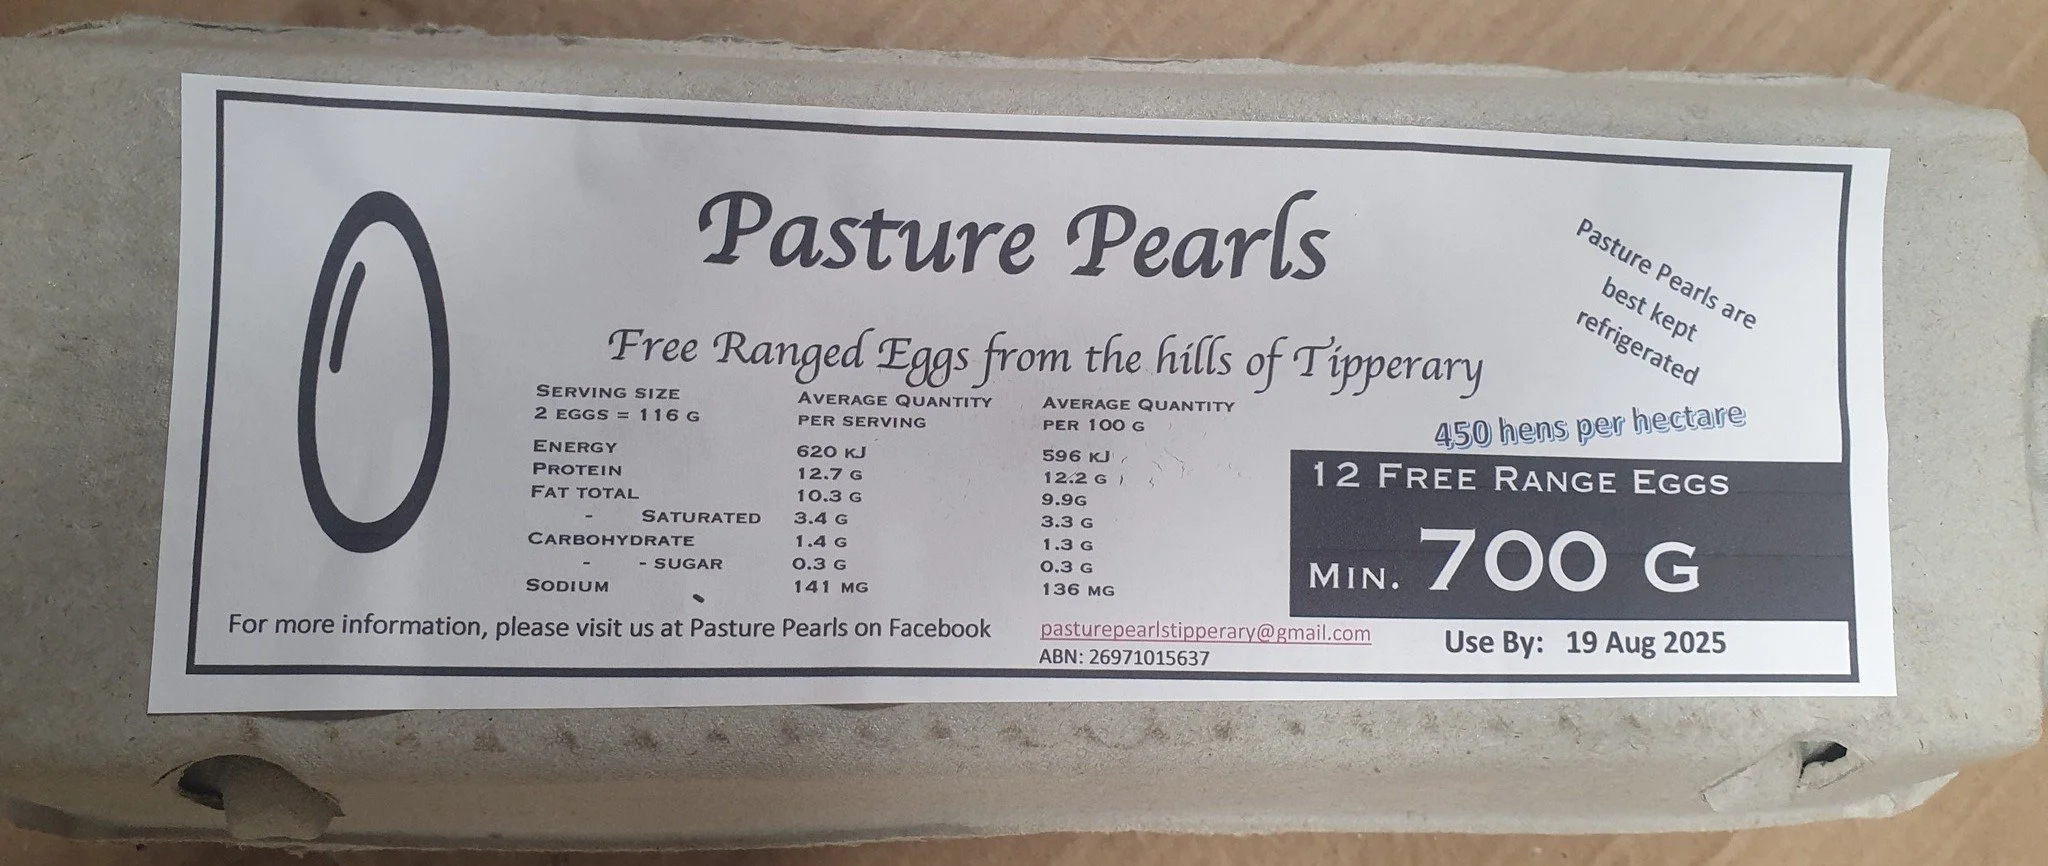 Pasture Pearls
Free Ranged Eggs from the hills of Tipperary
Pasture Pearls are
best kept
refrigerated
SERVING SIZE
2 EGGS = 116 G
AVERAGE QUANTITY
PER SERVING
AVERAGE QUANTITY
PER 100 G
ENERGY 620 KJ 596 KJ
PROTEIN 12.7 G 12.2 G
FAT TOTAL 10.3 G 9.9G
- SATURATED 3.4 G 3.3 G
CARBOHYDRATE 1.4 G 1.3 G
- - SUGAR 0.3 G 0.3 G
SODIUM 141 MG 136 MG
450 hens per hectare
12 FREE RANGE EGGS
MIN. 700 G
For more information, please visit us at Pasture Pearls on Facebook
pasturepearlstipperary@gmail.com
ABN: 26971015637
Use By: 19 Aug 2025